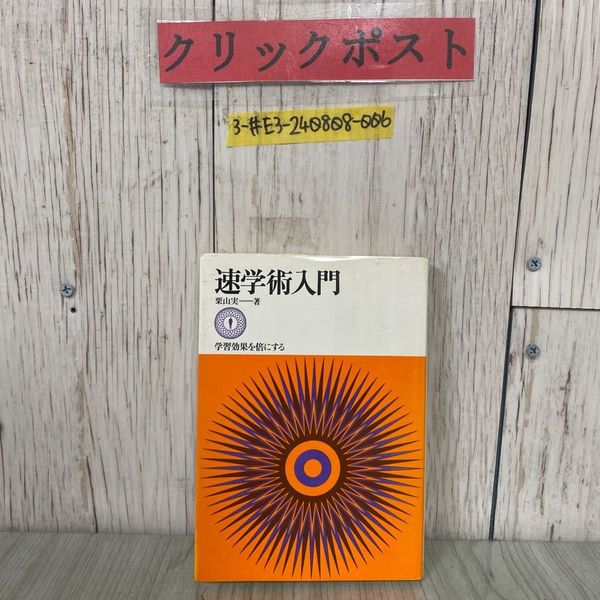 クリックポスト
3-#E3-240808-006
速学術入門
栗山実──著
学習効果を倍にする